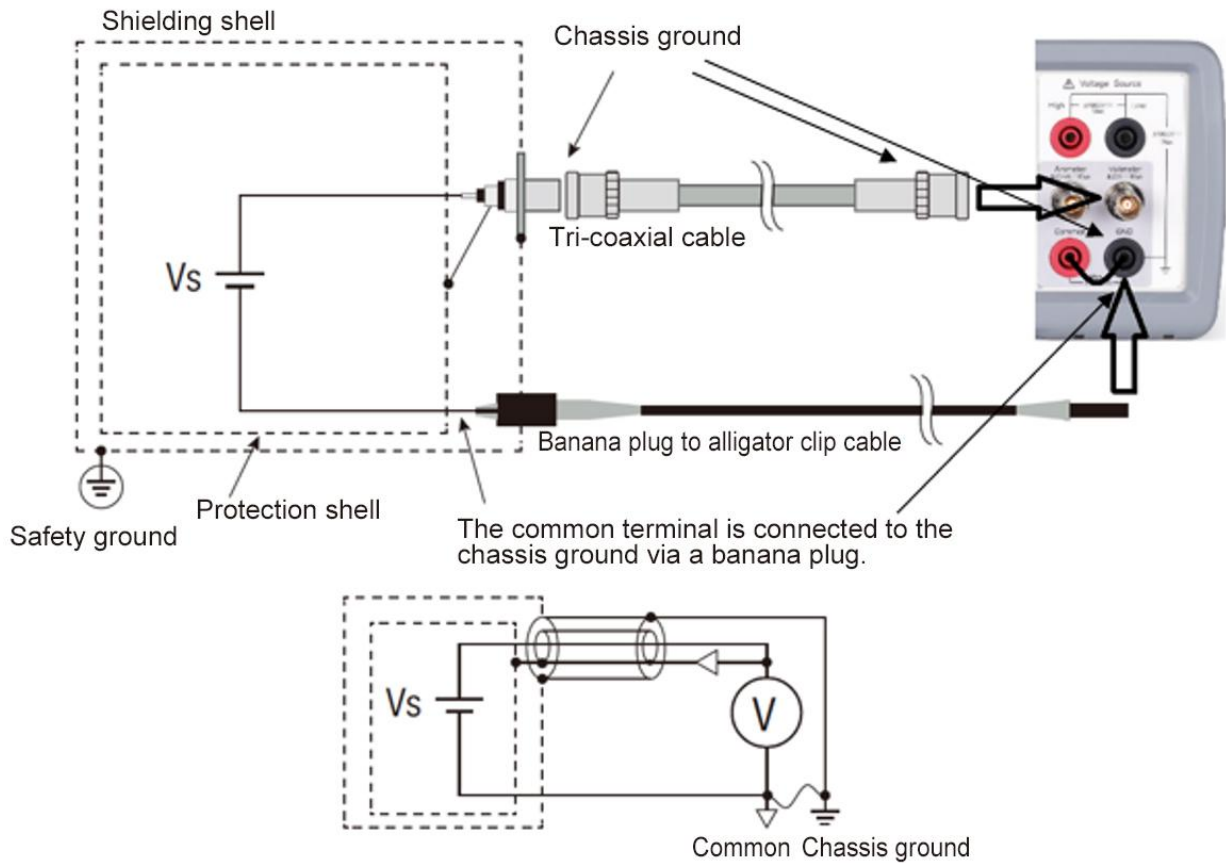 Shielding shell
Chassis ground
Voltage Source
High
Ammeter
Voltmeter
Common
GND
Tri-coaxial cable
Vs
Banana plug to alligator clip cable
Protection shell
Safety ground
The common terminal is connected to the
chassis ground via a banana plug.
Vs
V
Common Chassis ground